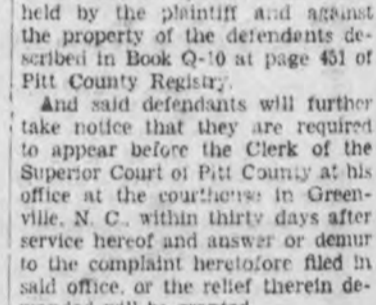 held by the plaintiff and against
the property of the defendents de-
scribed in Book Q-10 at page 451 of
Pitt County Registry.
And said defendants will further
take notice that they are required
to appear before the Clerk of the
Superior Court of Pitt County at his
office at the courthouse in Green-
ville, N. C., within thirty days after
service hereof and answer or demur
to the complaint heretofore filed in
said office, or the relief therein de-
will be granted